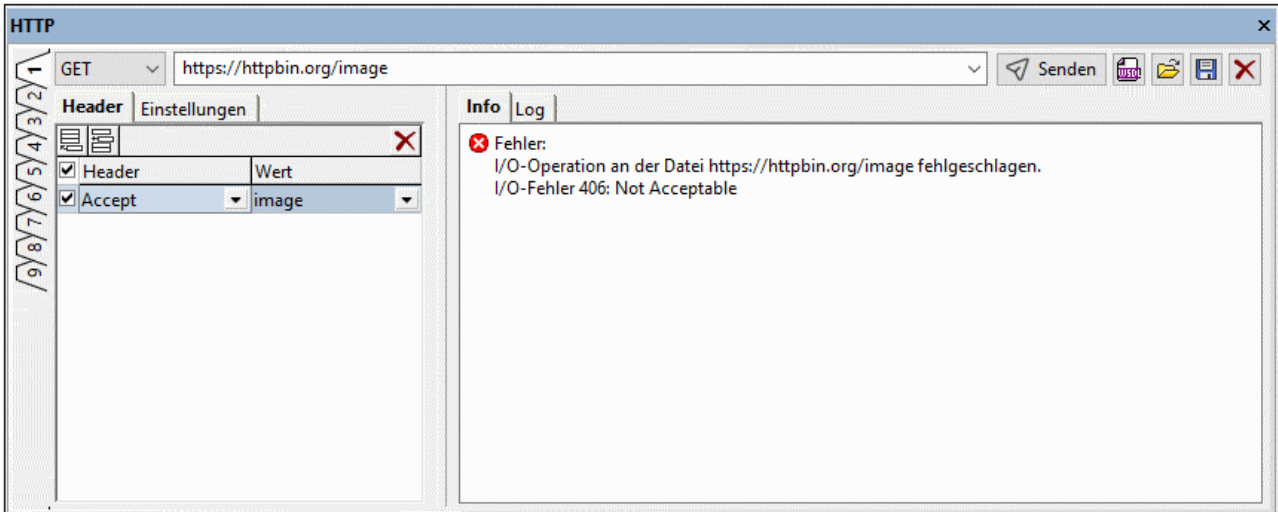 HTTP
GET https://httpbin.org/image Senden WSDL
1 2 3 4 5 6 7 8 9
Header Einstellungen
Header Wert
Accept image
Info Log
Fehler:
I/O-Operation an der Datei https://httpbin.org/image fehlgeschlagen.
I/O-Fehler 406: Not Acceptable